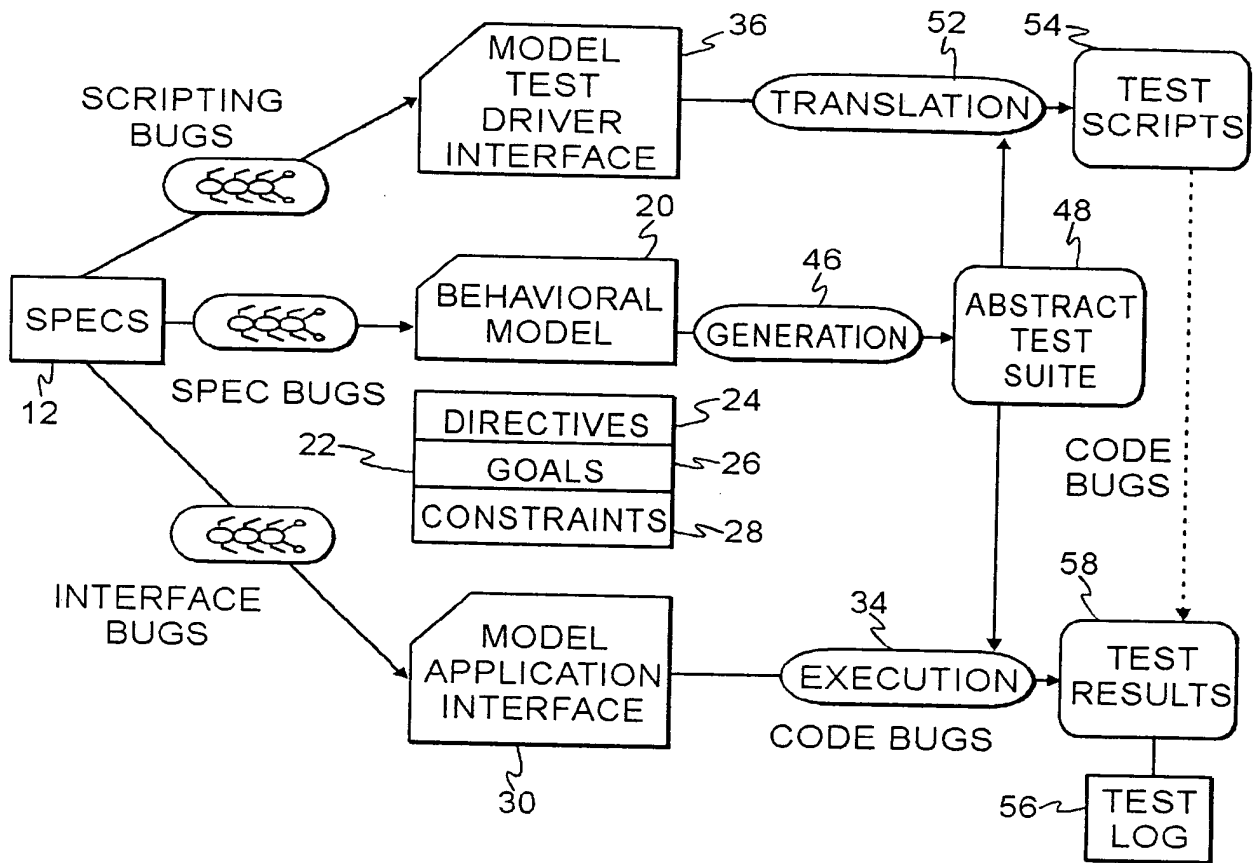 36
52
54
MODEL
TEST
DRIVER
INTERFACE
SCRIPTING
BUGS
TRANSLATION
TEST
SCRIPTS
20
46
48
SPECS
12
BEHAVIORAL
MODEL
GENERATION
ABSTRACT
TEST
SUITE
SPEC BUGS
22
DIRECTIVES
24
GOALS
26
CONSTRAINTS
28
CODE
BUGS
INTERFACE
BUGS
34
58
MODEL
APPLICATION
INTERFACE
30
EXECUTION
CODE BUGS
TEST
RESULTS
56
TEST
LOG